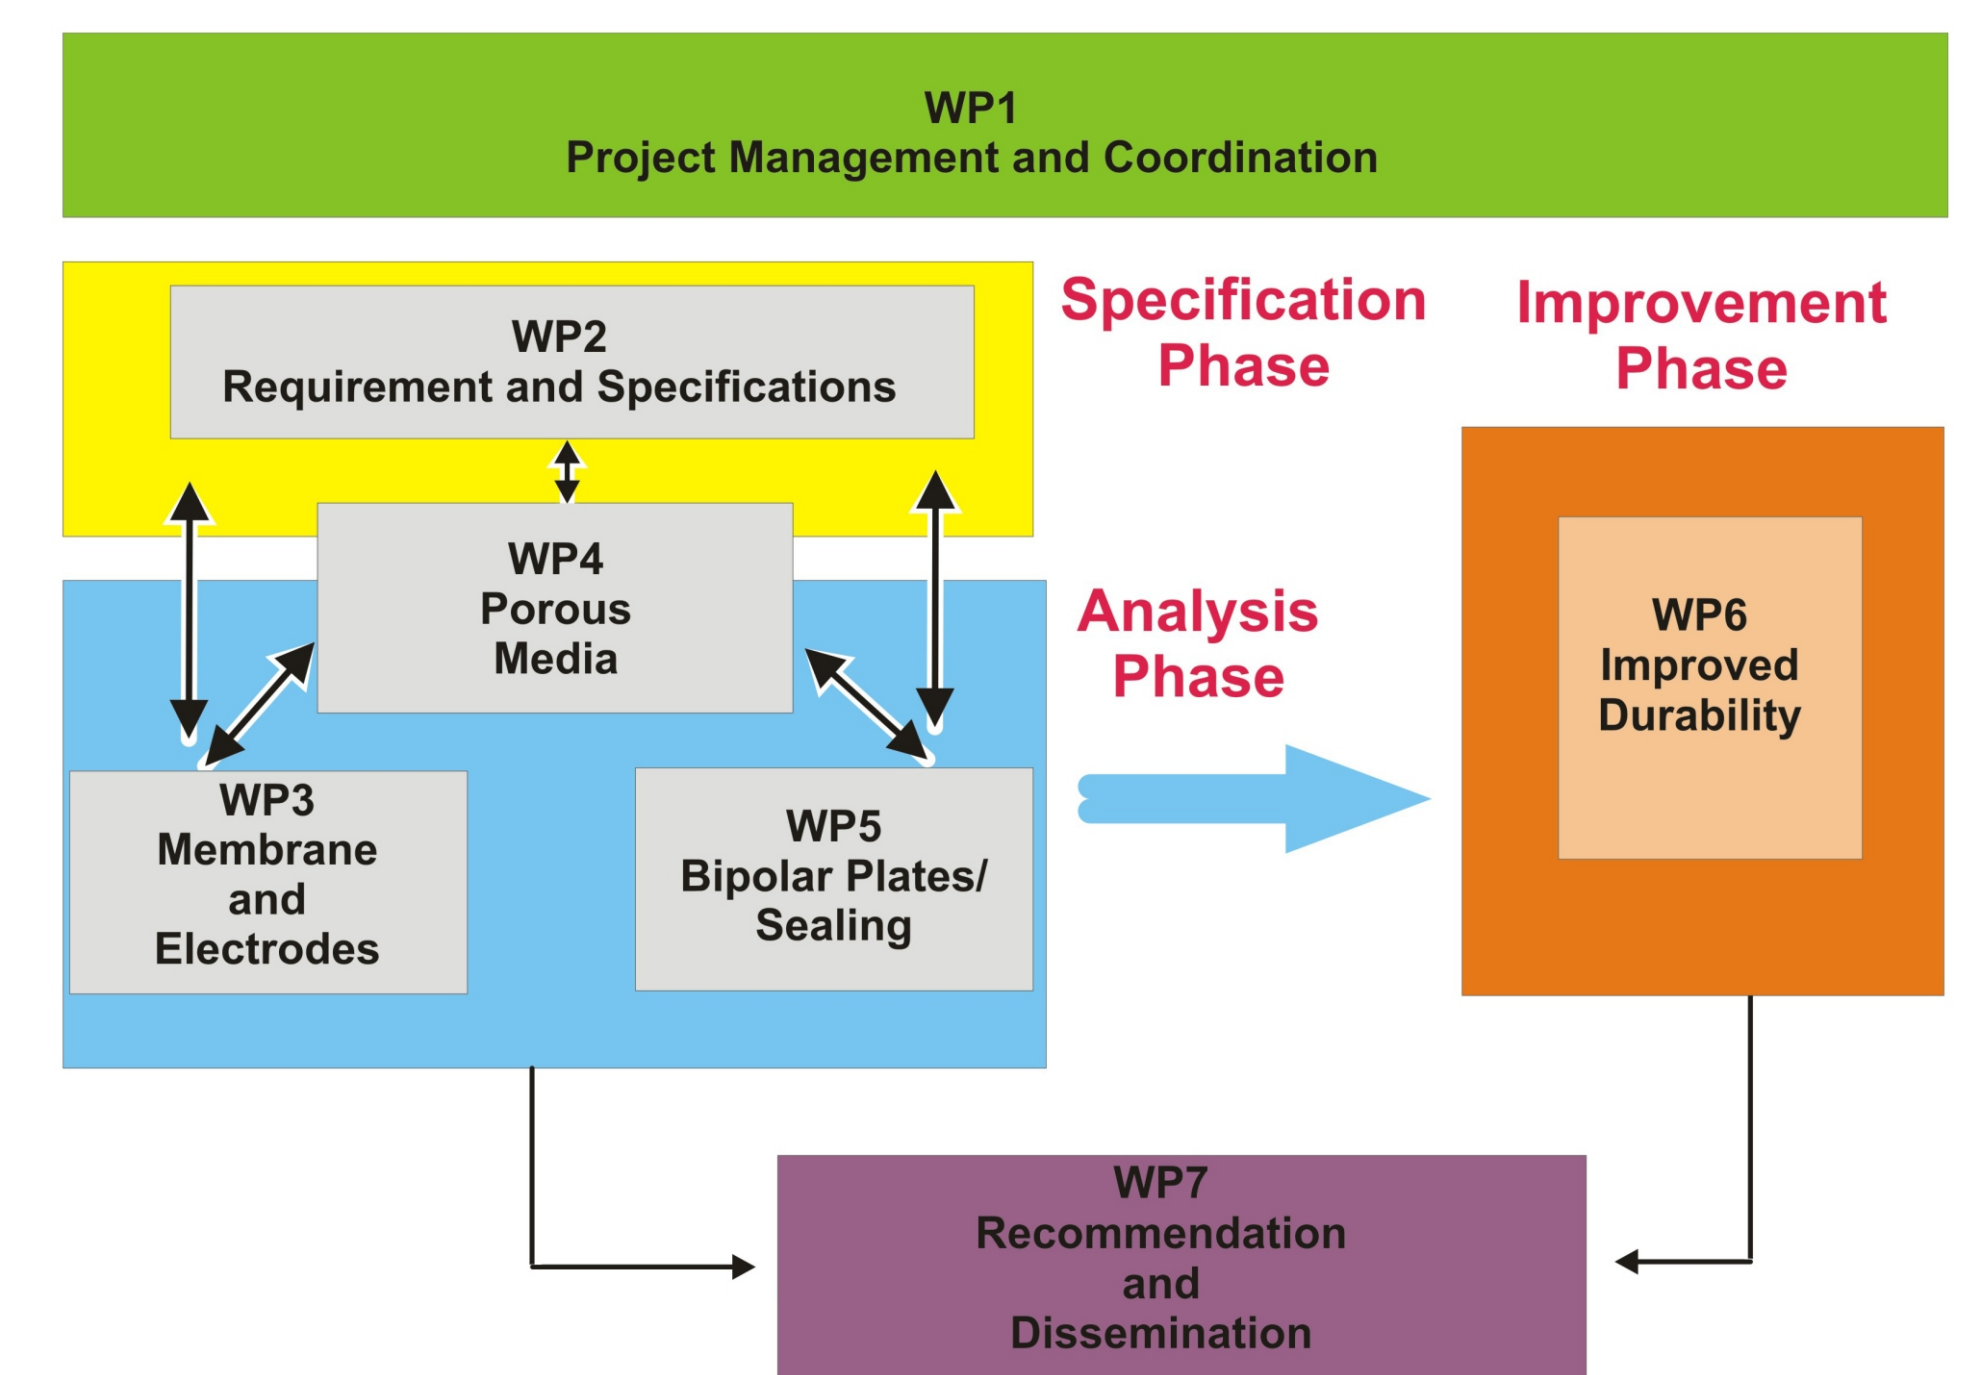 WP1
Project Management and Coordination
WP2
Requirement and Specifications
Specification
Phase
Improvement
Phase
WP4
Porous
Media
Analysis
Phase
WP6
Improved
Durability
WP3
Membrane
and
Electrodes
WP5
Bipolar Plates/
Sealing
WP7
Recommendation
and
Dissemination